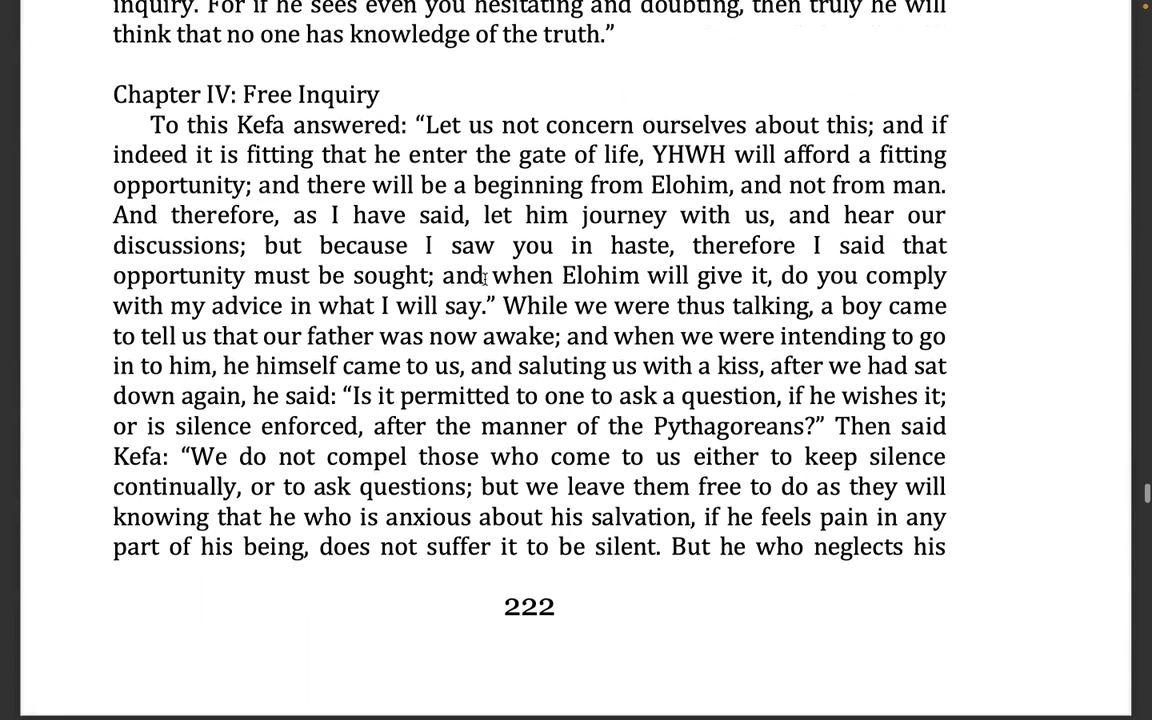 inquiry. For if he sees even you hesitating and doubting, then truly he will
think that no one has knowledge of the truth.”
Chapter IV: Free Inquiry
To this Kefa answered: “Let us not concern ourselves about this; and if
indeed it is fitting that he enter the gate of life, YHWH will afford a fitting
opportunity; and there will be a beginning from Elohim, and not from man.
And therefore, as I have said, let him journey with us, and hear our
discussions; but because I saw you in haste, therefore I said that
opportunity must be sought; and when Elohim will give it, do you comply
with my advice in what I will say.” While we were thus talking, a boy came
to tell us that our father was now awake; and when we were intending to go
in to him, he himself came to us, and saluting us with a kiss, after we had sat
down again, he said: “Is it permitted to one to ask a question, if he wishes it;
or is silence enforced, after the manner of the Pythagoreans?” Then said
Kefa: “We do not compel those who come to us either to keep silence
continually, or to ask questions; but we leave them free to do as they will
knowing that he who is anxious about his salvation, if he feels pain in any
part of his being, does not suffer it to be silent. But he who neglects his
222